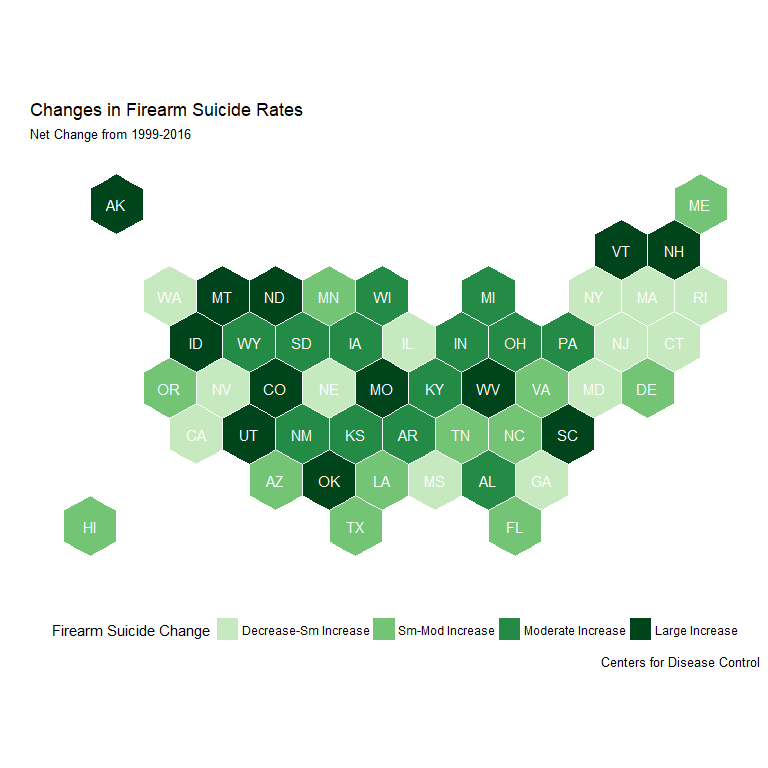 Changes in Firearm Suicide Rates
Net Change from 1999-2016
AK ME
VT NH
WA MT ND MN WI MI NY MA RI
ID WY SD IA IL IN OH PA NJ CT
OR NV CO NE MO KY WV VA MD DE
CA UT NM KS AR TN NC SC
AZ OK LA MS AL GA
HI TX FL
Firearm Suicide Change Decrease-Sm Increase Sm-Mod Increase Moderate Increase Large Increase
Centers for Disease Control